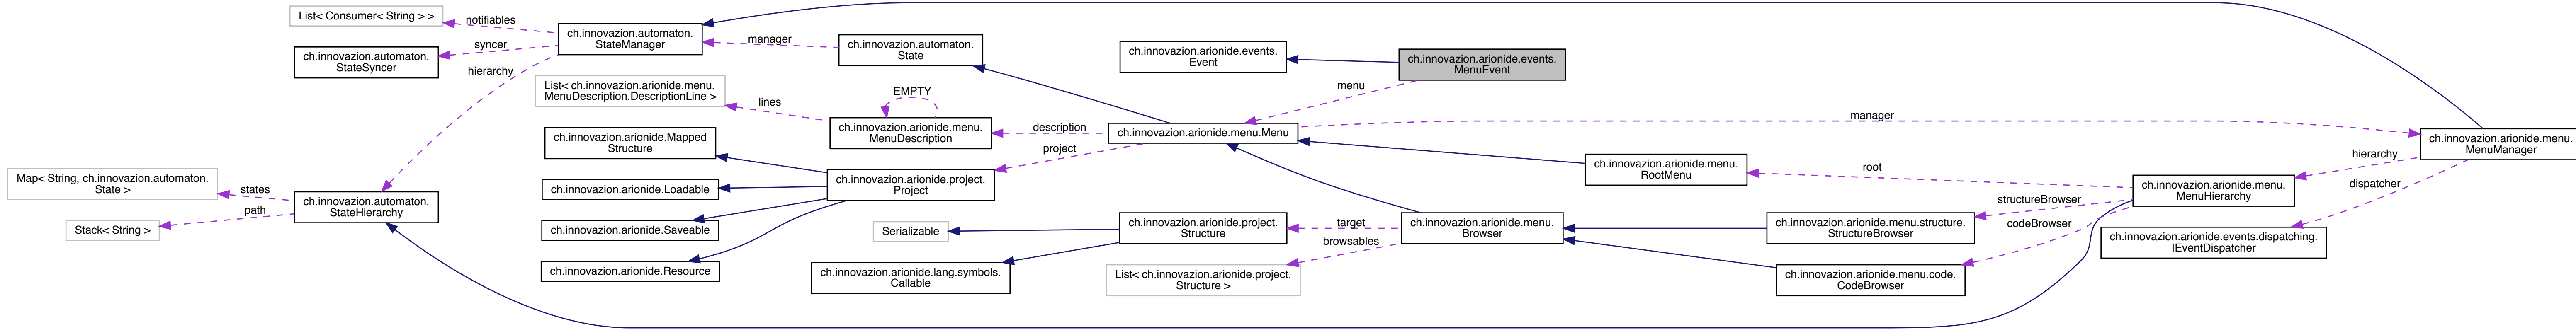 List< Consumer< String > >
notifiables
ch.innovazion.automaton.
StateManager
ch.innovazion.automaton.
StateSyncer
syncer
manager
ch.innovazion.automaton.
State
ch.innovazion.arionide.events.
Event
ch.innovazion.arionide.events.
MenuEvent
hierarchy
List< ch.innovazion.arionide.menu.
MenuDescription.DescriptionLine >
lines
EMPTY
menu
ch.innovazion.arionide.menu.
MenuDescription
description
ch.innovazion.arionide.menu.Menu
manager
ch.innovazion.arionide.menu.
MenuManager
ch.innovazion.arionide.Mapped
Structure
project
ch.innovazion.arionide.menu.
RootMenu
root
hierarchy
Map< String, ch.innovazion.automaton.
State >
states
ch.innovazion.automaton.
StateHierarchy
ch.innovazion.arionide.Loadable
ch.innovazion.arionide.project.
Project
ch.innovazion.arionide.menu.
MenuHierarchy
dispatcher
path
Stack< String >
ch.innovazion.arionide.Saveable
Serializable
ch.innovazion.arionide.project.
Structure
target
ch.innovazion.arionide.menu.
Browser
ch.innovazion.arionide.menu.structure.
StructureBrowser
structureBrowser
codeBrowser
ch.innovazion.arionide.events.dispatching.
IEventDispatcher
browsables
ch.innovazion.arionide.Resource
ch.innovazion.arionide.lang.symbols.
Callable
List< ch.innovazion.arionide.project.
Structure >
ch.innovazion.arionide.menu.code.
CodeBrowser